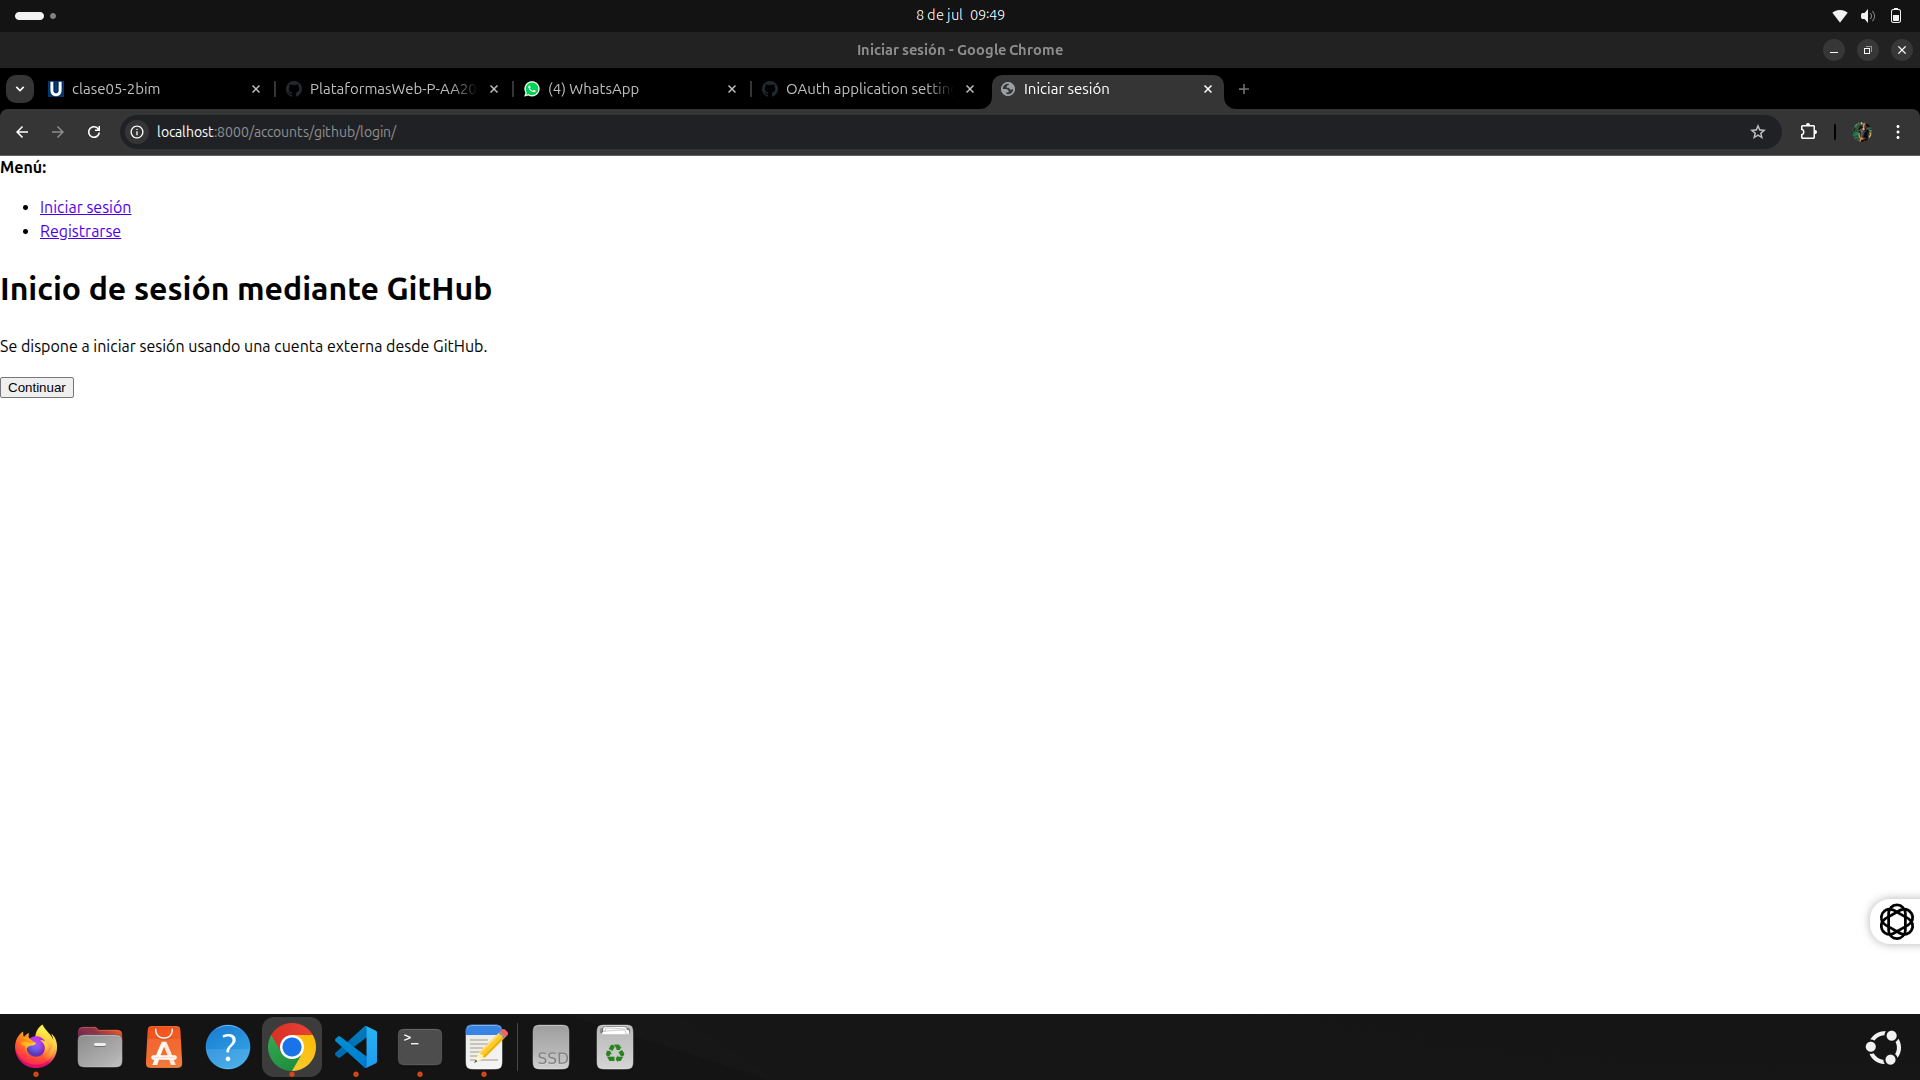 8 de jul 09:49
Iniciar sesión - Google Chrome
clase05-2bim
PlataformasWeb-P-AA20
(4) WhatsApp
OAuth application settin
Iniciar sesión
localhost:8000/accounts/github/login/
Menú:
Iniciar sesión
Registrarse
Inicio de sesión mediante GitHub
Se dispone a iniciar sesión usando una cuenta externa desde GitHub.
Continuar
SSD